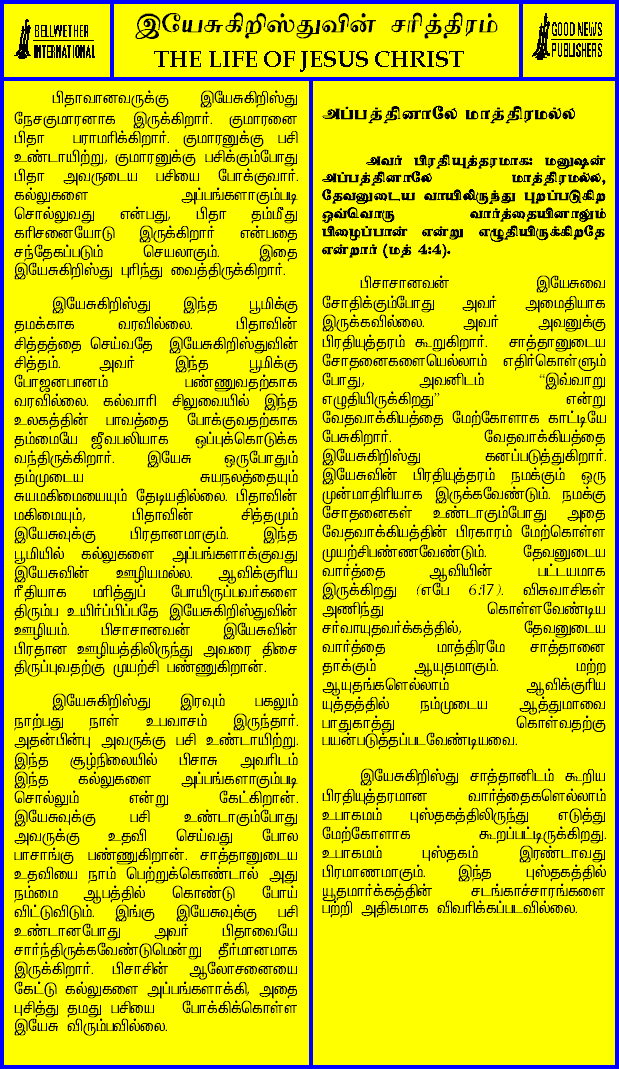 BELLWETHER
INTERNATIONAL
இயேசுகிறிஸ்துவின் சரித்திரம்
THE LIFE OF JESUS CHRIST
GOOD NEWS
PUBLISHERS
பிதாவானவருக்கு இயேசுகிறிஸ்து
நேசகுமாரனாக இருக்கிறார். குமாரனை
பிதா பராமரிக்கிறார். குமாரனுக்கு பசி
உண்டாயிற்று, குமாரனுக்கு பசிக்கும்போது
பிதா அவருடைய பசியை போக்குவார்.
கல்லுகளை அப்பங்களாகும்படி
சொல்லுவது என்பது, பிதா தம்மீது
கரிசனையோடு இருக்கிறார் என்பதை
சந்தேகப்படும் செயலாகும். இதை
இயேசுகிறிஸ்து புரிந்து வைத்திருக்கிறார்.
இயேசுகிறிஸ்து இந்த பூமிக்கு
தமக்காக வரவில்லை. பிதாவின்
சித்தத்தை செய்வதே இயேசுகிறிஸ்துவின்
சித்தம். அவர் இந்த பூமிக்கு
போஜனபானம் பண்ணுவதற்காக
வரவில்லை. கல்வாரி சிலுவையில் இந்த
உலகத்தின் பாவத்தை போக்குவதற்காக
தம்மையே ஜீவபலியாக ஒப்புக்கொடுக்க
வந்திருக்கிறார். இயேசு ஒருபோதும்
தம்முடைய சுயநலத்தையும்
சுயமகிமையையும் தேடியதில்லை. பிதாவின்
மகிமையும், பிதாவின் சித்தமும்
இயேசுவுக்கு பிரதானமாகும். இந்த
பூமியில் கல்லுகளை அப்பங்களாக்குவது
இயேசுவின் ஊழியமல்ல. ஆவிக்குரிய
ரீதியாக மரித்துப் போயிருப்பவர்களை
திரும்ப உயிர்ப்பிப்பதே இயேசுகிறிஸ்துவின்
ஊழியம். பிசாசானவன் இயேசுவின்
பிரதான ஊழியத்திலிருந்து அவரை திசை
திருப்புவதற்கு முயற்சி பண்ணுகிறான்.
இயேசுகிறிஸ்து இரவும் பகலும்
நாற்பது நாள் உபவாசம் இருந்தார்.
அதன்பின்பு அவருக்கு பசி உண்டாயிற்று.
இந்த சூழ்நிலையில் பிசாசு அவரிடம்
இந்த கல்லுகளை அப்பங்களாகும்படி
சொல்லும் என்று கேட்கிறான்.
இயேசுவுக்கு பசி உண்டாகும்போது
அவருக்கு உதவி செய்வது போல
பாசாங்கு பண்ணுகிறான். சாத்தானுடைய
உதவியை நாம் பெற்றுக்கொண்டால் அது
நம்மை ஆபத்தில் கொண்டு போய்
விட்டுவிடும். இங்கு இயேசுவுக்கு பசி
உண்டானபோது அவர் பிதாவையே
சார்ந்திருக்கவேண்டுமென்று தீர்மானமாக
இருக்கிறார். பிசாசின் ஆலோசனையை
கேட்டு கல்லுகளை அப்பங்களாக்கி, அதை
புசித்து தமது பசியை போக்கிக்கொள்ள
இயேசு விரும்பவில்லை.
அப்பத்தினாலே மாத்திரமல்ல
அவர் பிரதியுத்தரமாக: மனுஷன்
அப்பத்தினாலே மாத்திரமல்ல,
தேவனுடைய வாயிலிருந்து புறப்படுகிற
ஒவ்வொரு வார்த்தையினாலும்
பிழைப்பான் என்று எழுதியிருக்கிறதே
என்றார் (மத் 4:4).
பிசாசானவன் இயேசுவை
சோதிக்கும்போது அவர் அமைதியாக
இருக்கவில்லை. அவர் அவனுக்கு
பிரதியுத்தரம் கூறுகிறார். சாத்தானுடைய
சோதனைகளையெல்லாம் எதிர்கொள்ளும்
போது, அவனிடம் “இவ்வாறு
எழுதியிருக்கிறது” என்று
வேதவாக்கியத்தை மேற்கோளாக காட்டியே
பேசுகிறார். வேதவாக்கியத்தை
இயேசுகிறிஸ்து கனப்படுத்துகிறார்.
இயேசுவின் பிரதியுத்தரம் நமக்கும் ஒரு
முன்மாதிரியாக இருக்கவேண்டும். நமக்கு
சோதனைகள் உண்டாகும்போது அதை
வேதவாக்கியத்தின் பிரகாரம் மேற்கொள்ள
முயற்சிபண்ணவேண்டும். தேவனுடைய
வார்த்தை ஆவியின் பட்டயமாக
இருக்கிறது (எபே 6:17). விசுவாசிகள்
அணிந்து கொள்ளவேண்டிய
சர்வாயுதவர்க்கத்தில், தேவனுடைய
வார்த்தை மாத்திரமே சாத்தானை
தாக்கும் ஆயுதமாகும். மற்ற
ஆயுதங்களெல்லாம் ஆவிக்குரிய
யுத்தத்தில் நம்முடைய ஆத்துமாவை
பாதுகாத்து கொள்வதற்கு
பயன்படுத்தப்படவேண்டியவை.
இயேசுகிறிஸ்து சாத்தானிடம் கூறிய
பிரதியுத்தரமான வார்த்தைகளெல்லாம்
உபாகமம் புஸ்தகத்திலிருந்து எடுத்து
மேற்கோளாக கூறப்பட்டிருக்கிறது.
உபாகமம் புஸ்தகம் இரண்டாவது
பிரமாணமாகும். இந்த புஸ்தகத்தில்
யூதமார்க்கத்தின் சடங்காச்சாரங்களை
பற்றி அதிகமாக விவரிக்கப்படவில்லை.